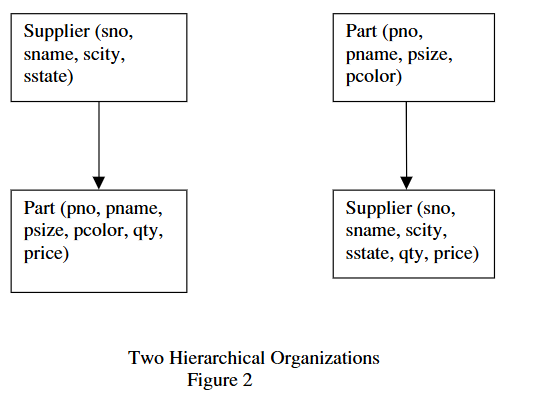 Supplier (sno,
sname, scity,
sstate)
Part (pno,
pname, psize,
pcolor)
Part (pno, pname,
psize, pcolor, qty,
price)
Supplier (sno,
sname, scity,
sstate, qty, price)
Two Hierarchical Organizations
Figure 2